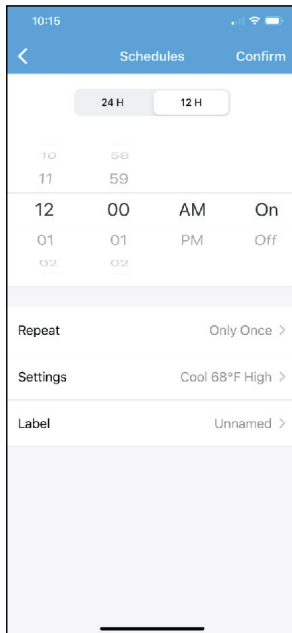 10:15
Schedules Confirm
24 H 12 H
10 58
11 59
12 00 AM On
01 01 PM Off
02 02
Repeat Only Once >
Settings Cool 68°F High >
Label Unnamed >